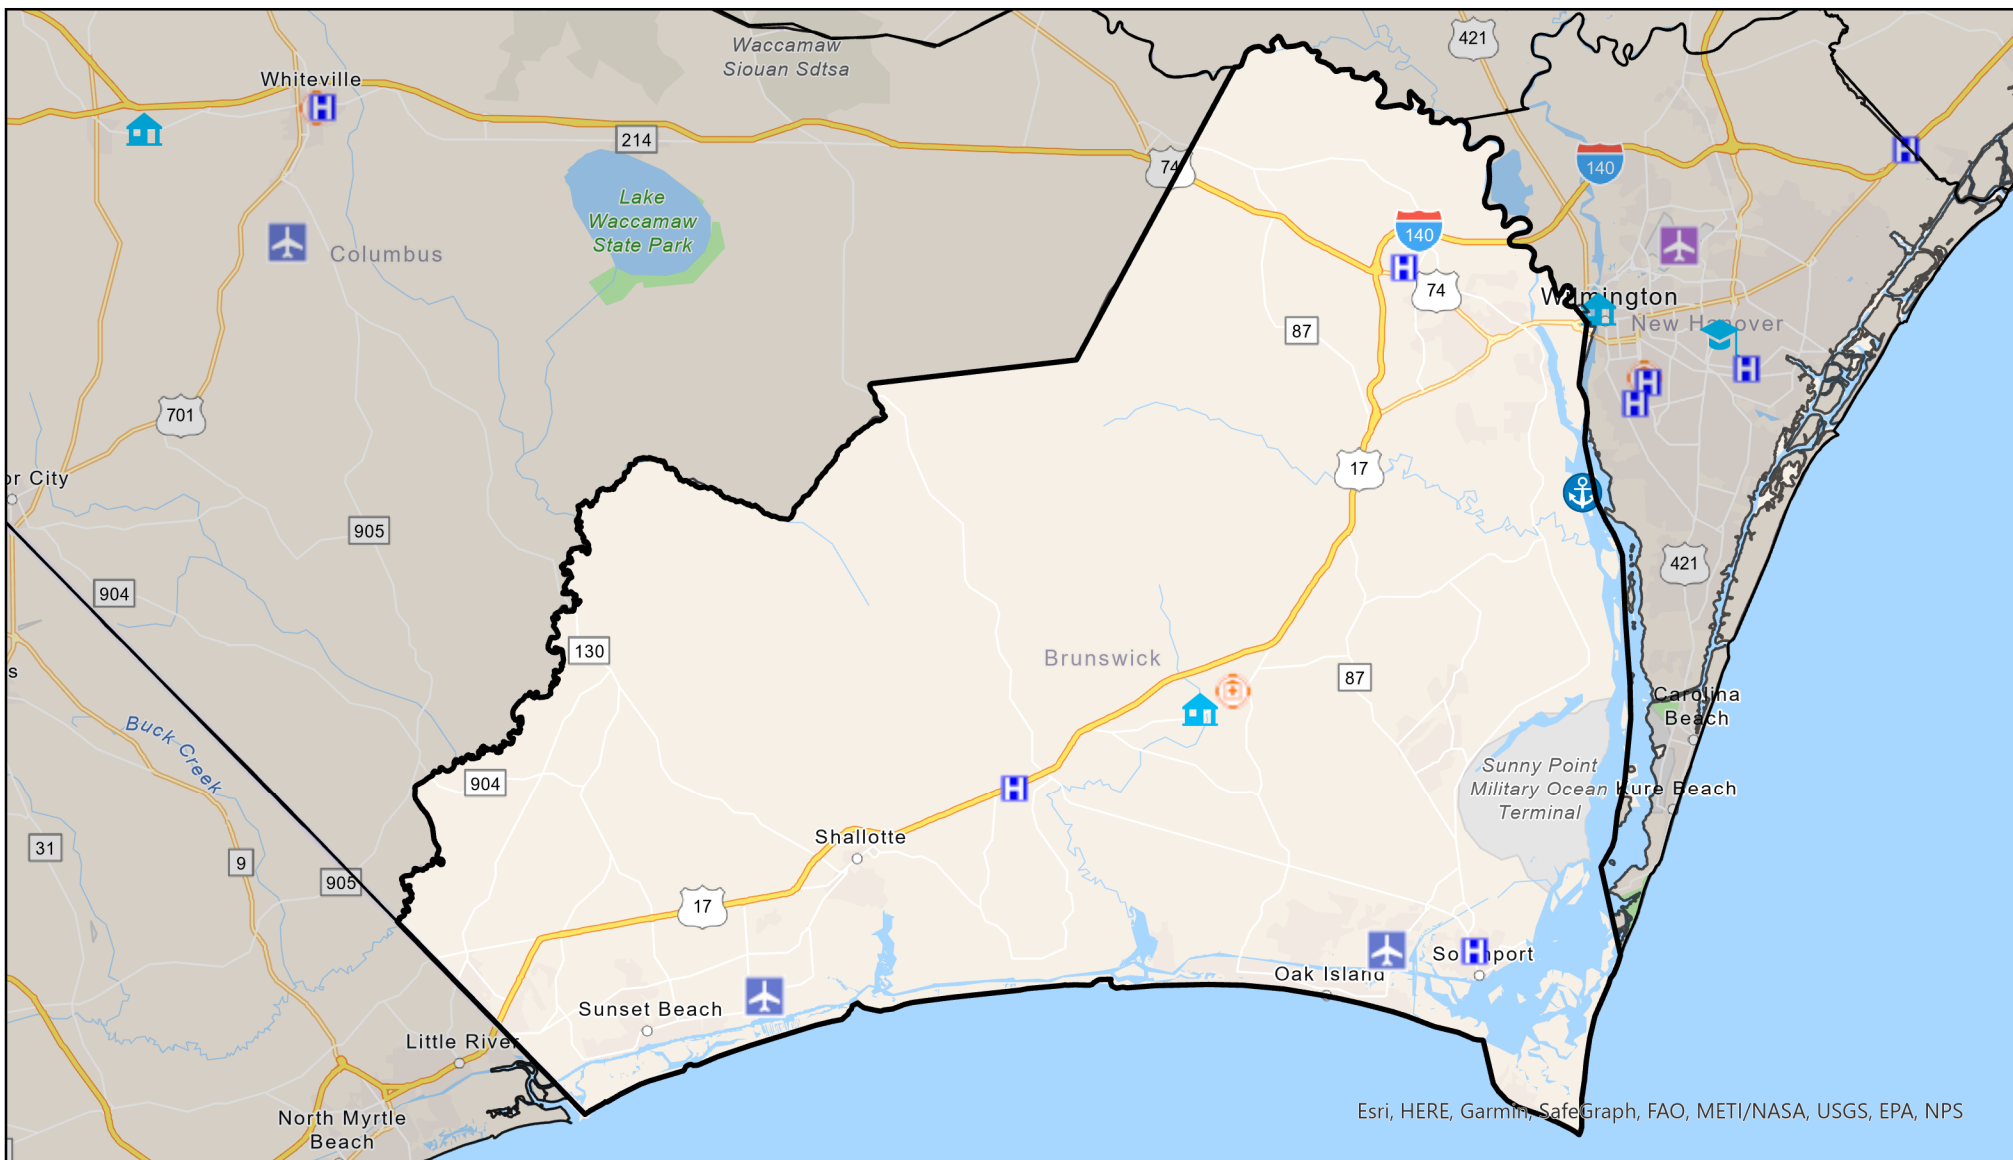 Waccamaw
Siouan Sdtsa
421
Whiteville
H
214
74
140
H
Lake
Waccamaw
State Park
Columbus
140
H
74
Wilmington
New Hanover
87
H
H
H
701
17
or City
905
421
904
130
Brunswick
s
87
Carolina
Beach
Buck Creek
904
H
Sunny Point
Military Ocean
Terminal
Kure Beach
Shallotte
31
9
905
17
Southport
H
Oak Island
Sunset Beach
Little River
North Myrtle
Beach
Esri, HERE, Garmin, SafeGraph, FAO, METI/NASA, USGS, EPA, NPS